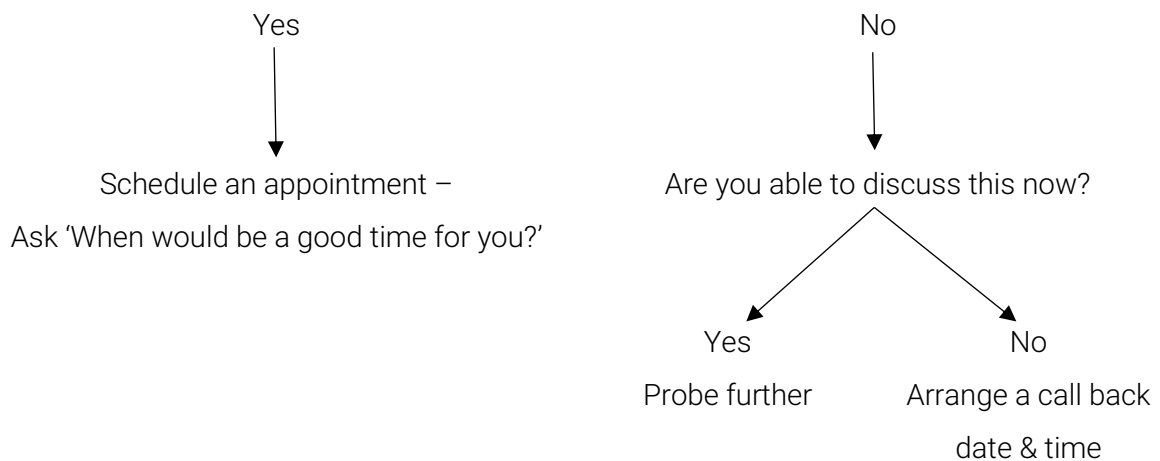 Yes
No
Schedule an appointment –
Ask ‘When would be a good time for you?’
Are you able to discuss this now?
Yes
Probe further
No
Arrange a call back
date & time